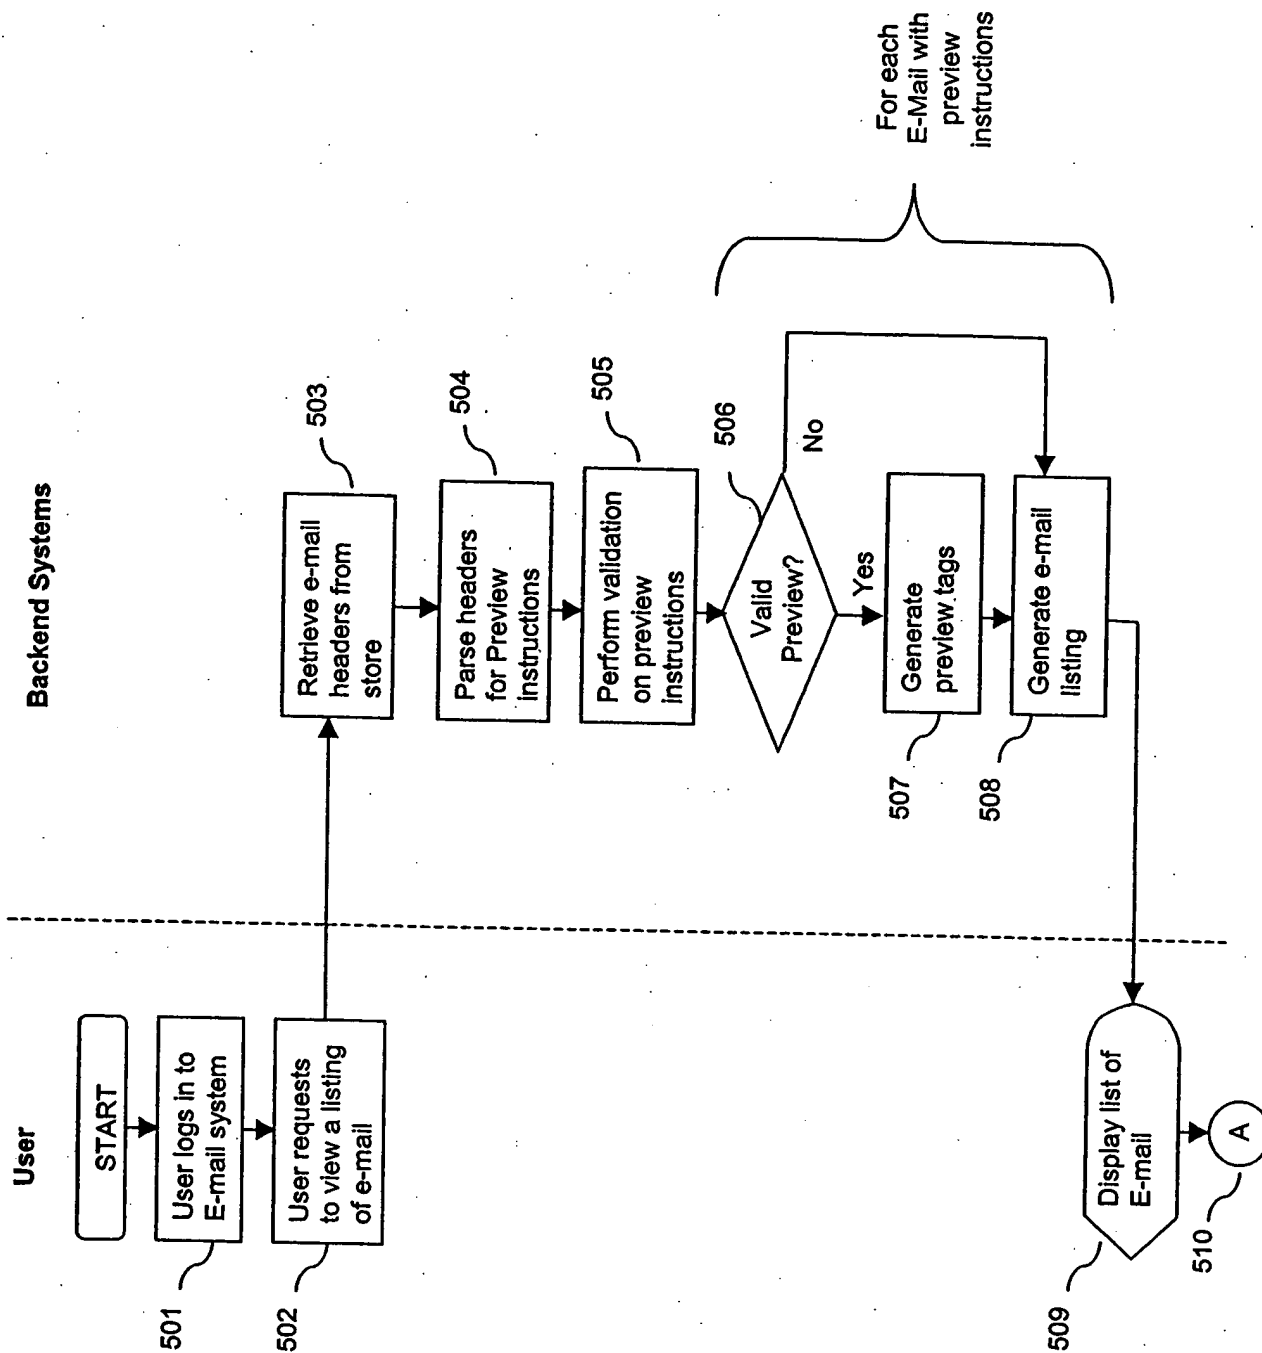 User
Backend Systems
START
User logs in to
E-mail system
501
User requests
to view a listing
of e-mail
502
Retrieve e-mail
headers from
store
503
Parse headers
for Preview
instructions
504
Perform validation
on preview
instructions
505
Valid
Preview?
506
No
Yes
Generate
preview tags
507
Generate e-mail
listing
508
For each
E-Mail with
preview
instructions
Display list of
E-mail
509
A
510